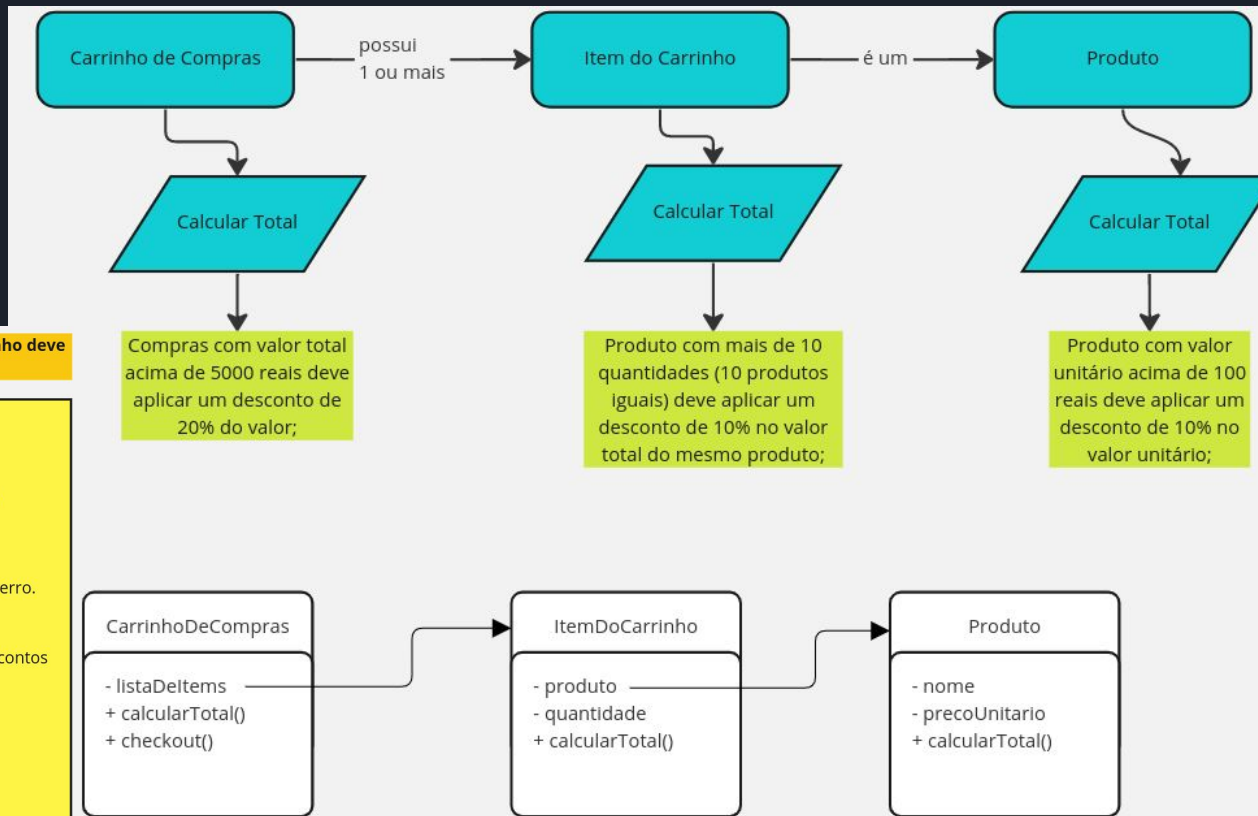 Carrinho de Compras
possui
1 ou mais
Item do Carrinho
é um
Produto
Calcular Total
Calcular Total
Calcular Total
nho deve
Compras com valor total
acima de 5000 reais deve
aplicar um desconto de
20% do valor;
Produto com mais de 10
quantidades (10 produtos
iguais) deve aplicar um
desconto de 10% no valor
total do mesmo produto;
Produto com valor
unitário acima de 100
reais deve aplicar um
desconto de 10% no
valor unitário;
erro.
contos
CarrinhoDeCompras
- listaDeItems
+ calcularTotal()
+ checkout()
ItemDoCarrinho
- produto
- quantidade
+ calcularTotal()
Produto
- nome
- precoUnitario
+ calcularTotal()